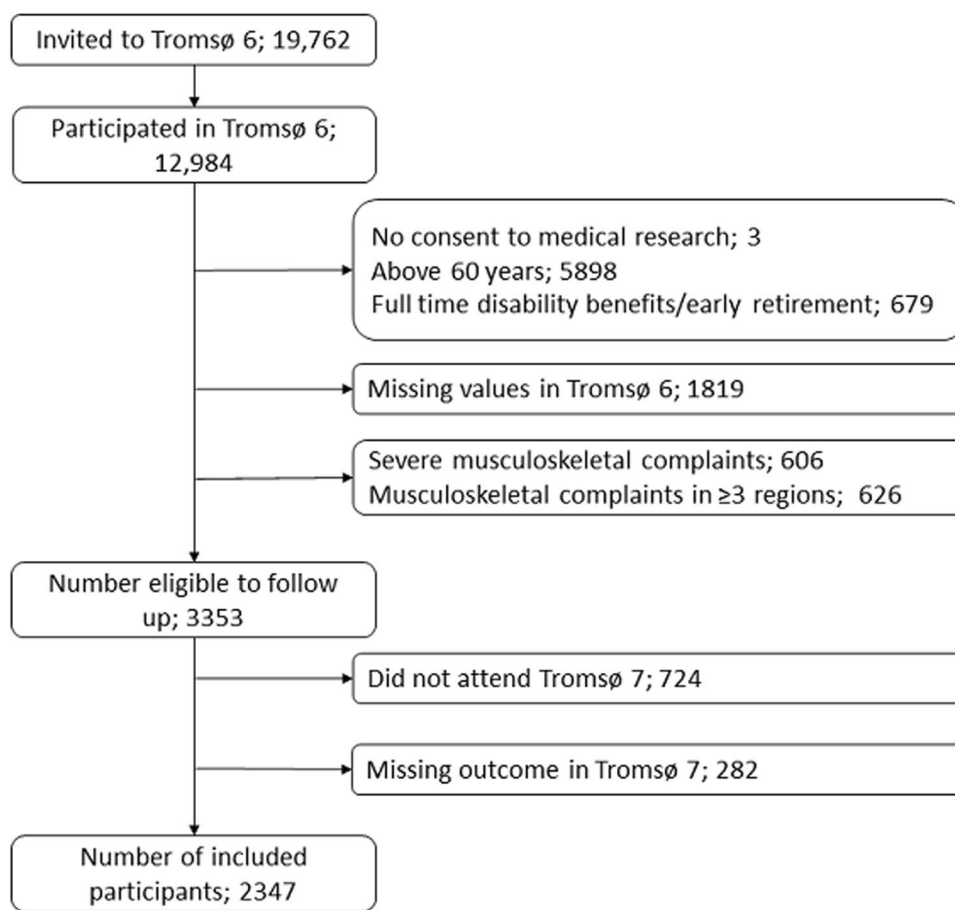 Invited to Tromsø 6; 19,762
Participated in Tromsø 6;
12,984
No consent to medical research; 3
Above 60 years; 5898
Full time disability benefits/early retirement; 679
Missing values in Tromsø 6; 1819
Severe musculoskeletal complaints; 606
Musculoskeletal complaints in ≥3 regions; 626
Number eligible to follow
up; 3353
Did not attend Tromsø 7; 724
Missing outcome in Tromsø 7; 282
Number of included
participants; 2347